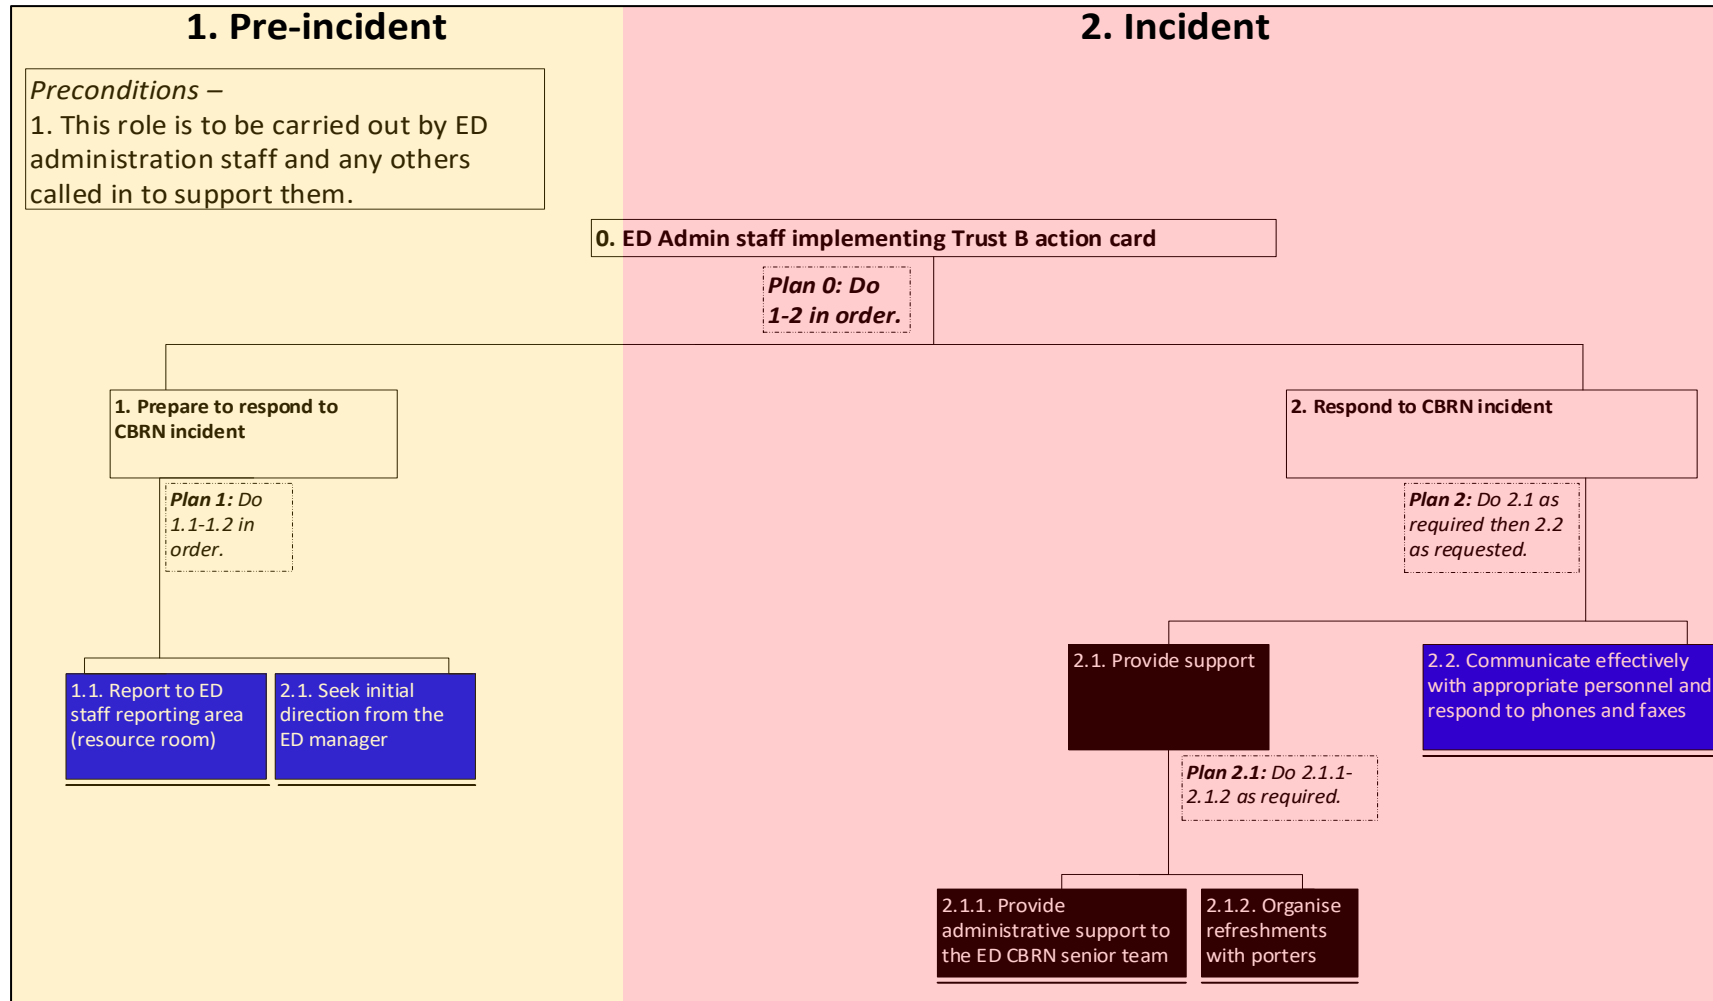 1. Pre-incident
2. Incident
Preconditions –
1. This role is to be carried out by ED
administration staff and any others
called in to support them.
0. ED Admin staff implementing Trust B action card
Plan 0: Do
1-2 in order.
1. Prepare to respond to
CBRN incident
2. Respond to CBRN incident
Plan 1: Do
1.1-1.2 in
order.
Plan 2: Do 2.1 as
required then 2.2
as requested.
1.1. Report to ED
staff reporting area
(resource room)
2.1. Seek initial
direction from the
ED manager
2.1. Provide support
2.2. Communicate effectively
with appropriate personnel and
respond to phones and faxes
Plan 2.1: Do 2.1.1-
2.1.2 as required.
2.1.1. Provide
administrative support to
the ED CBRN senior team
2.1.2. Organise
refreshments
with porters